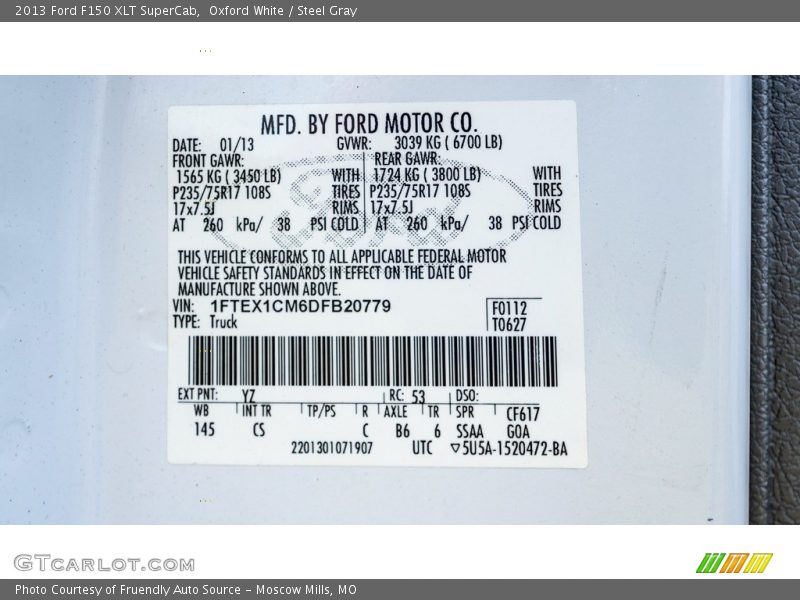 2013 Ford F150 XLT SuperCab,  Oxford White / Steel Gray
MFD. BY FORD MOTOR CO.
DATE: 01/13 GVWR: 3039 KG ( 6700 LB)
FRONT GAWR: REAR GAWR:
1565 KG ( 3450 LB) WITH 1724 KG ( 3800 LB) WITH
P235/75R17 108S TIRES P235/75R17 108S TIRES
17x7.5J RIMS 17x7.5J RIMS
AT 260 kPa/ 38 PSI COLD AT 260 kPa/ 38 PSI COLD
Ford
THIS VEHICLE CONFORMS TO ALL APPLICABLE FEDERAL MOTOR
VEHICLE SAFETY STANDARDS IN EFFECT ON THE DATE OF
MANUFACTURE SHOWN ABOVE.
VIN: 1FTEX1CM6DFB20779 F0112
TYPE: Truck T0627
EXT PNT: YZ RC: 53 DSO:
WB INT TR TP/PS R AXLE TR SPR CF617
145 CS C B6 6 SSAA GOA
2201301071907 UTC ▽5U5A-1520472-BA
GTcarlot.com
Photo Courtesy of Fruendly Auto Source – Moscow Mills, MO